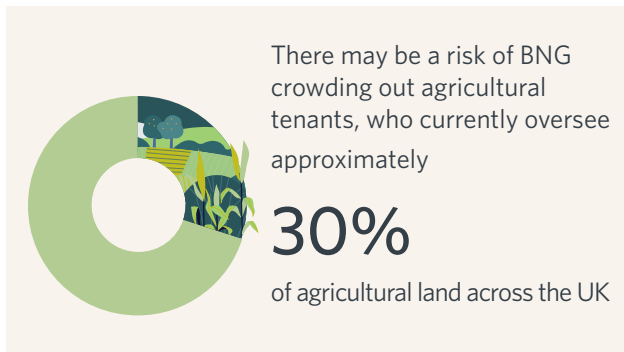 There may be a risk of BNG
crowding out agricultural
tenants, who currently oversee
approximately
30%
of agricultural land across the UK